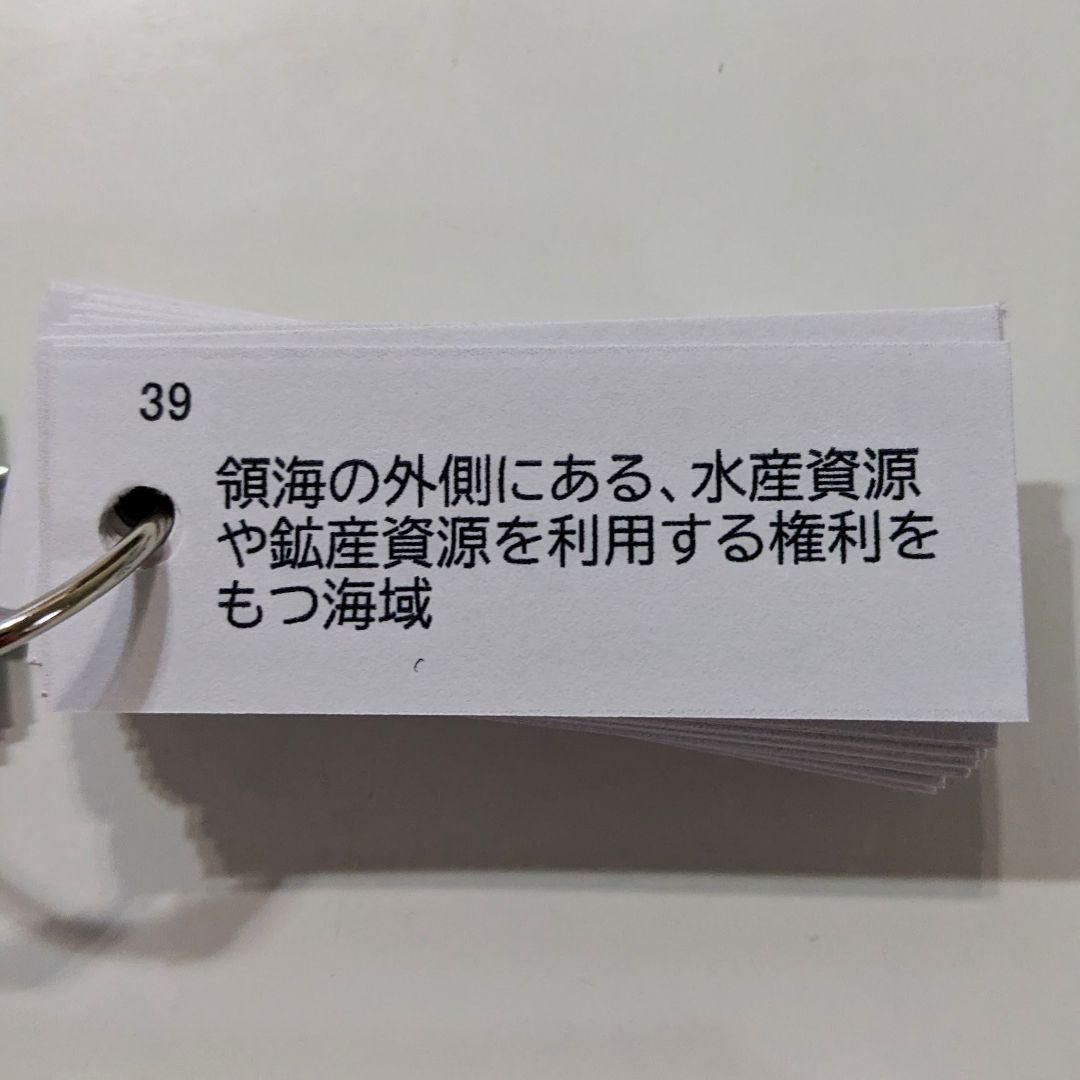 39
領海の外側にある、水産資源
や鉱産資源を利用する権利を
もつ海域